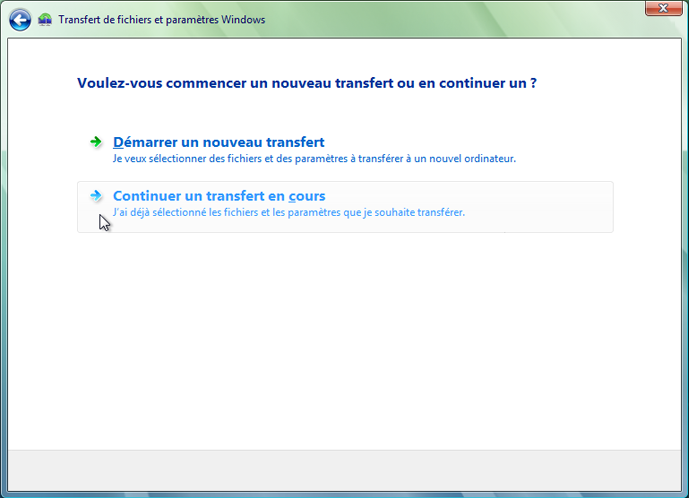 Transfert de fichiers et paramètres Windows
Voulez-vous commencer un nouveau transfert ou en continuer un ?
Démarrer un nouveau transfert
Je veux sélectionner des fichiers et des paramètres à transférer à un nouvel ordinateur.
Continuer un transfert en cours
J'ai déjà sélectionné les fichiers et les paramètres que je souhaite transférer.